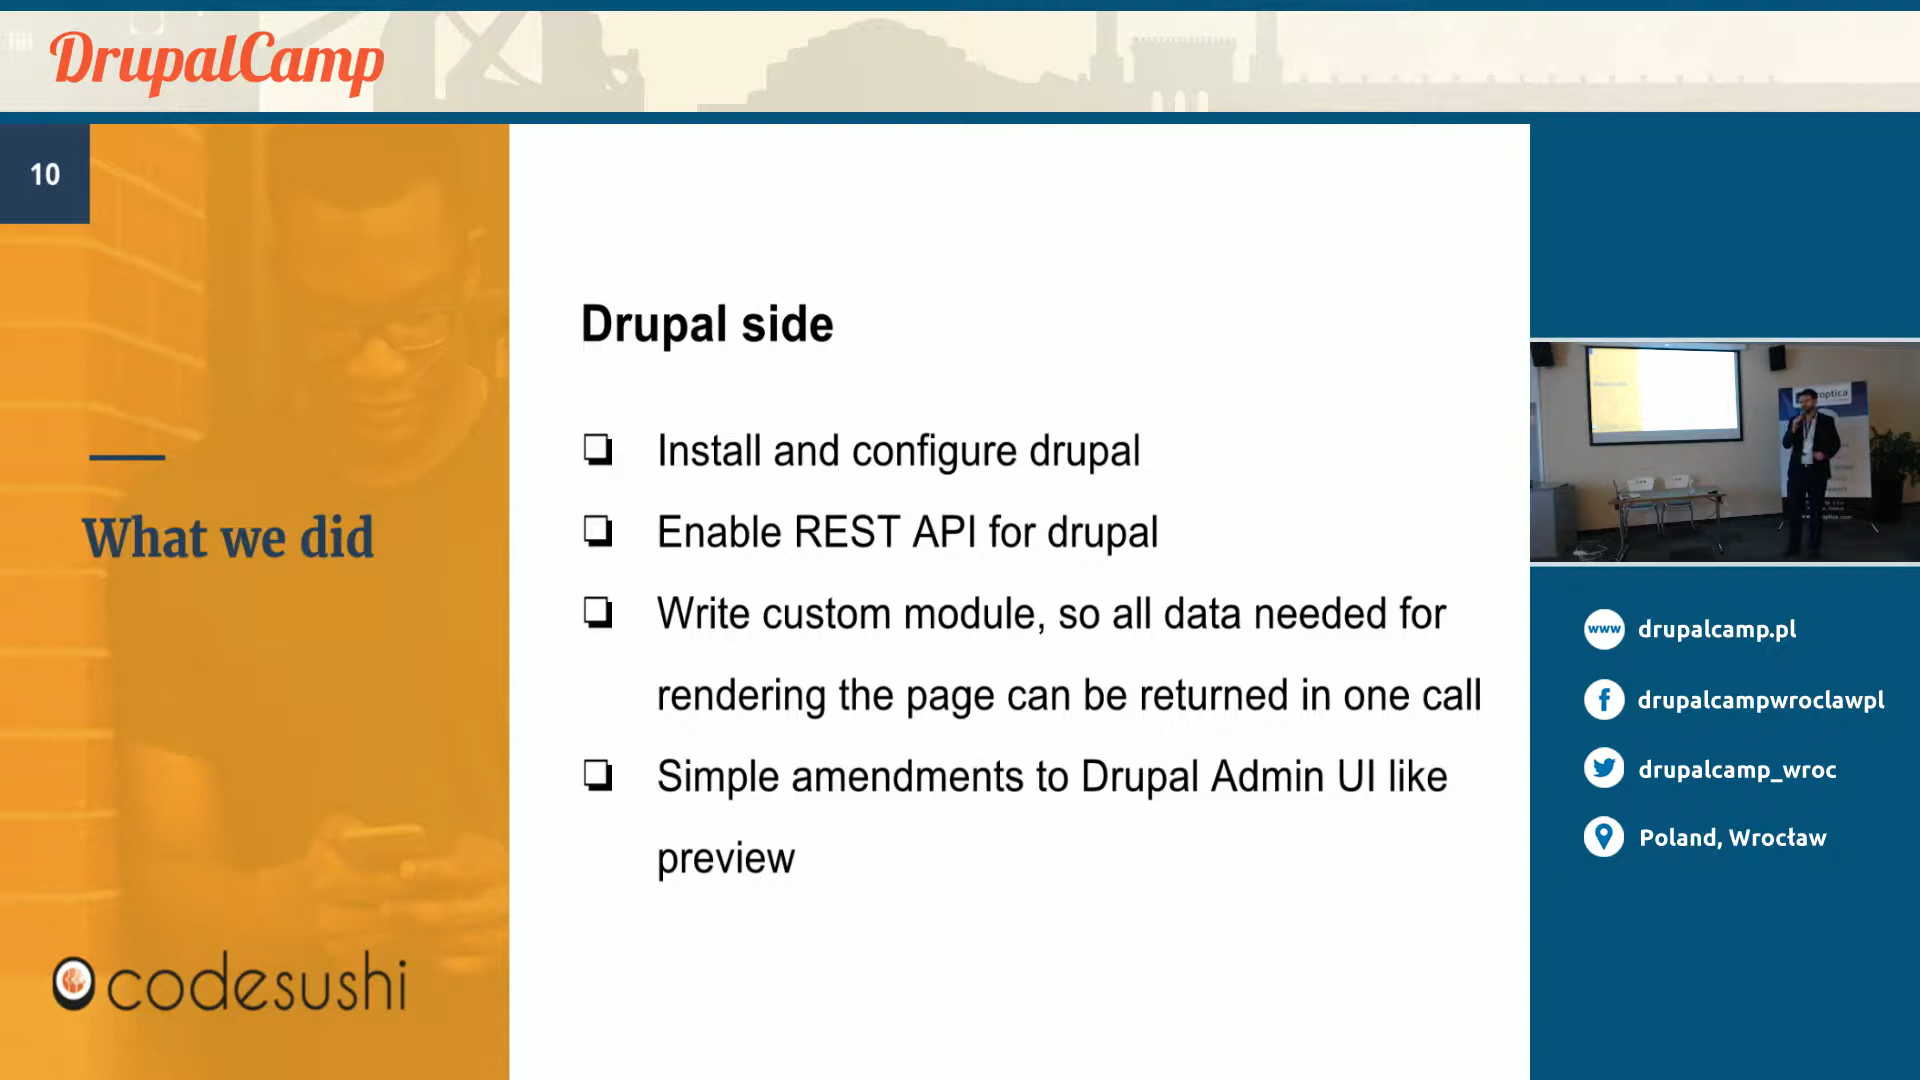 DrupalCamp
10
What we did
codesushi
Drupal side
❏ Install and configure drupal
❏ Enable REST API for drupal
❏ Write custom module, so all data needed for
rendering the page can be returned in one call
❏ Simple amendments to Drupal Admin UI like
preview
optica
www drupalcamp.pl
drupalcampwroclawpl
drupalcamp_wroc
Poland, Wrocław